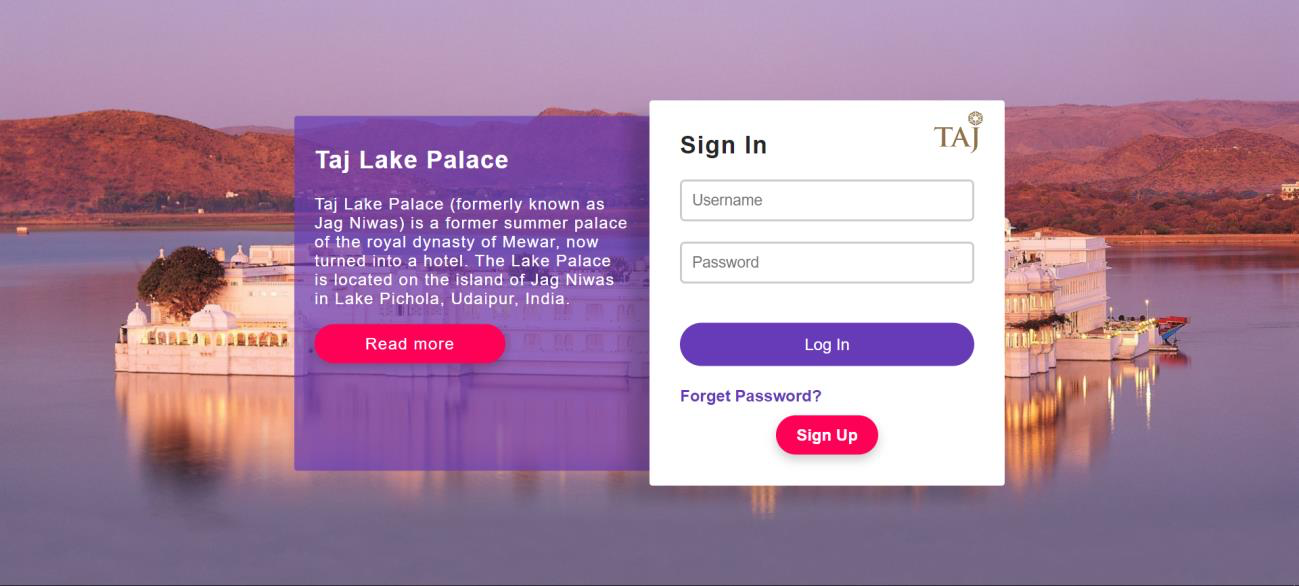 Taj Lake Palace
Taj Lake Palace (formerly known as
Jag Niwas) is a former summer palace
of the royal dynasty of Mewar, now
turned into a hotel. The Lake Palace
is located on the island of Jag Niwas
in Lake Pichola, Udaipur, India.
Read more
Sign In
TAJ
Username
Password
Log In
Forget Password?
Sign Up